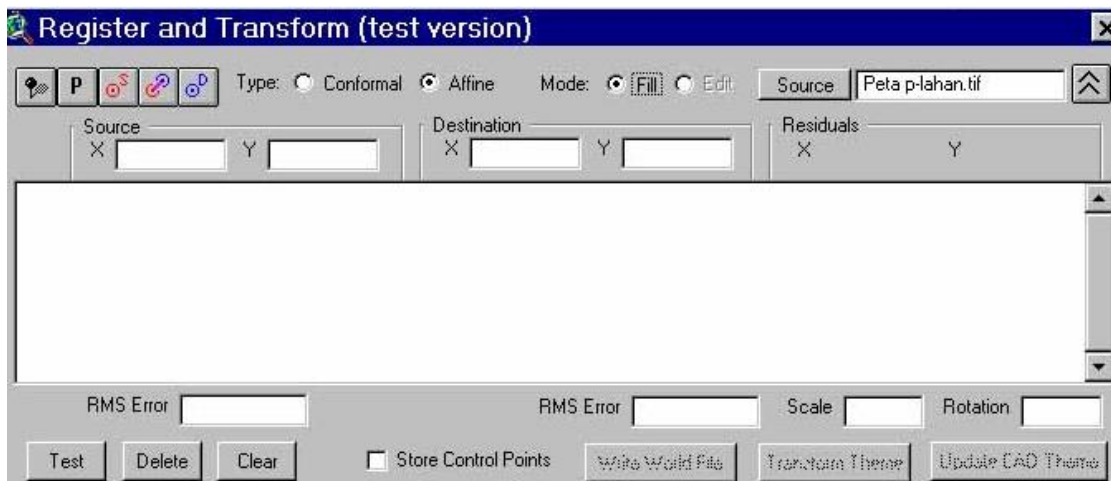 Register and Transform (test version)
P S D Type: Conformal Affine Mode: Fill Edit Source Peta p-lahan.tif
Source Destination Residuals
X Y X Y X Y
RMS Error RMS Error Scale Rotation
Test Delete Clear Store Control Points Write World File Transform Theme Update CAD Theme